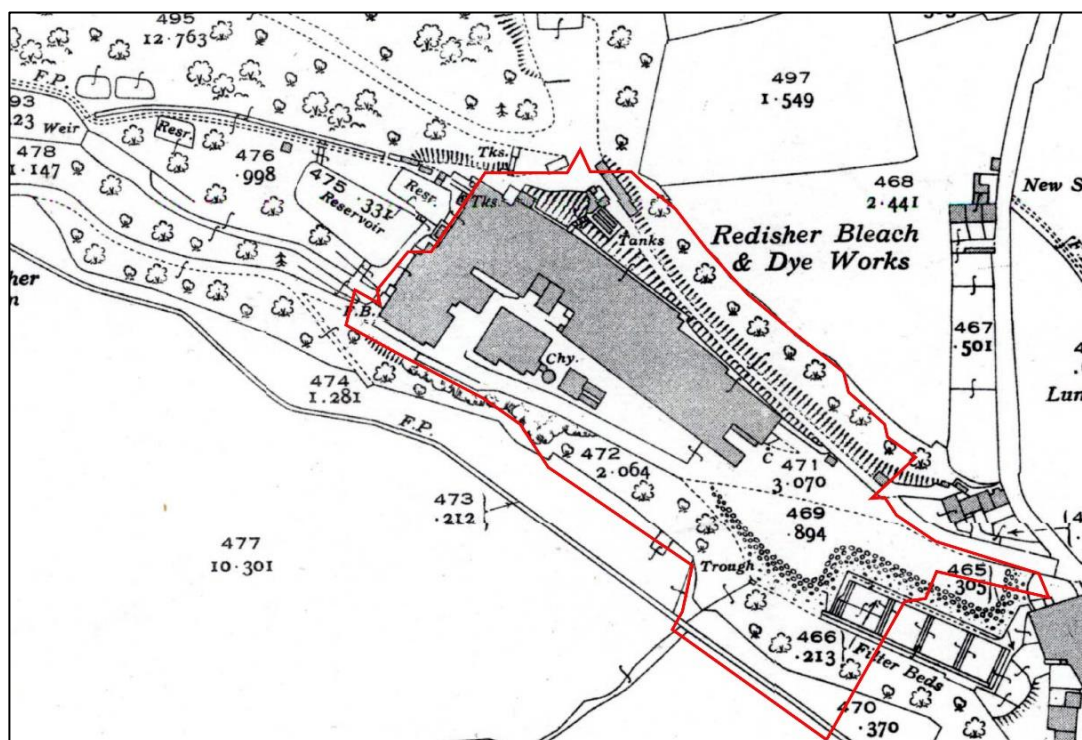 495
12·763
F.P.
497
1·549
93
23
Weir
Resr.
478
1·147
476
·998
Tks.
475
·331
Reservoir
Resr.
Tks.
468
2·441
New S
Tanks
Redisher Bleach
& Dye Works
her
n
F.B.
467
·501
Chy.
Lun
474
1·281
F.P.
472
2·064
C
471
3·070
473
·212
469
·894
477
10·301
Trough
465
·305
466
·213
Filter Beds
470
·370